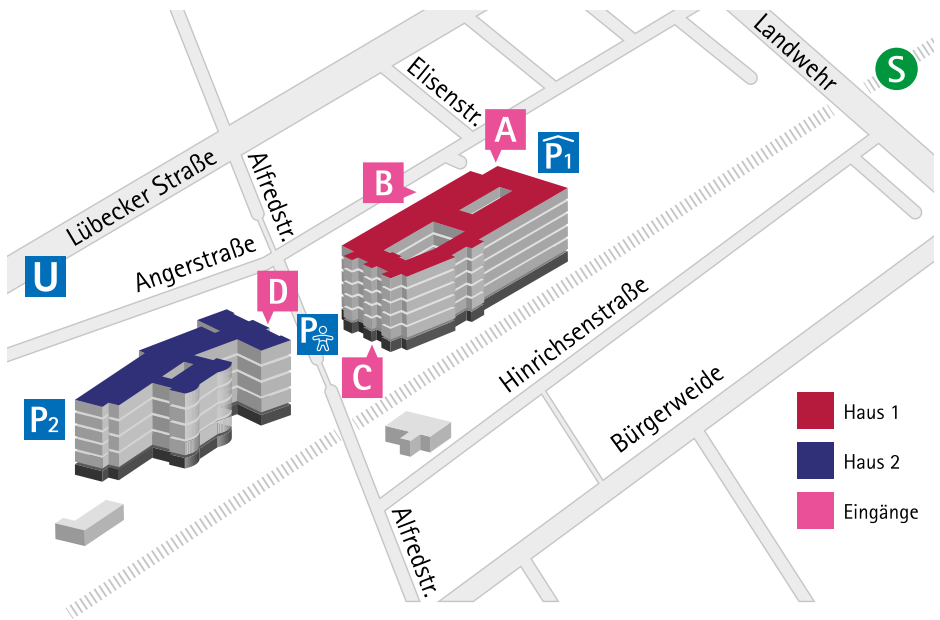 Landwehr
S
Elisenstr.
A
P1
Lübecker Straße
Alfredstr.
B
Angerstraße
U
D
P
C
Hinrichsenstraße
P2
Bürgerweide
Haus 1
Haus 2
Eingänge
Alfredstr.